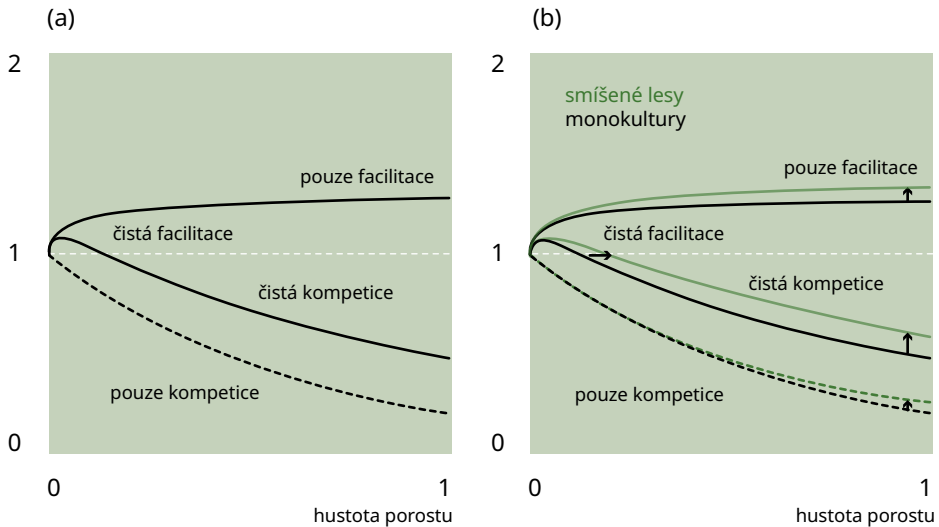 (a)
2
pouze facilitace
čistá facilitace
1
čistá kompetice
pouze kompetice
0
0
1
hustota porostu
(b)
2
smíšené lesy
monokultury
pouze facilitace
čistá facilitace
1
čistá kompetice
pouze kompetice
0
0
1
hustota porostu